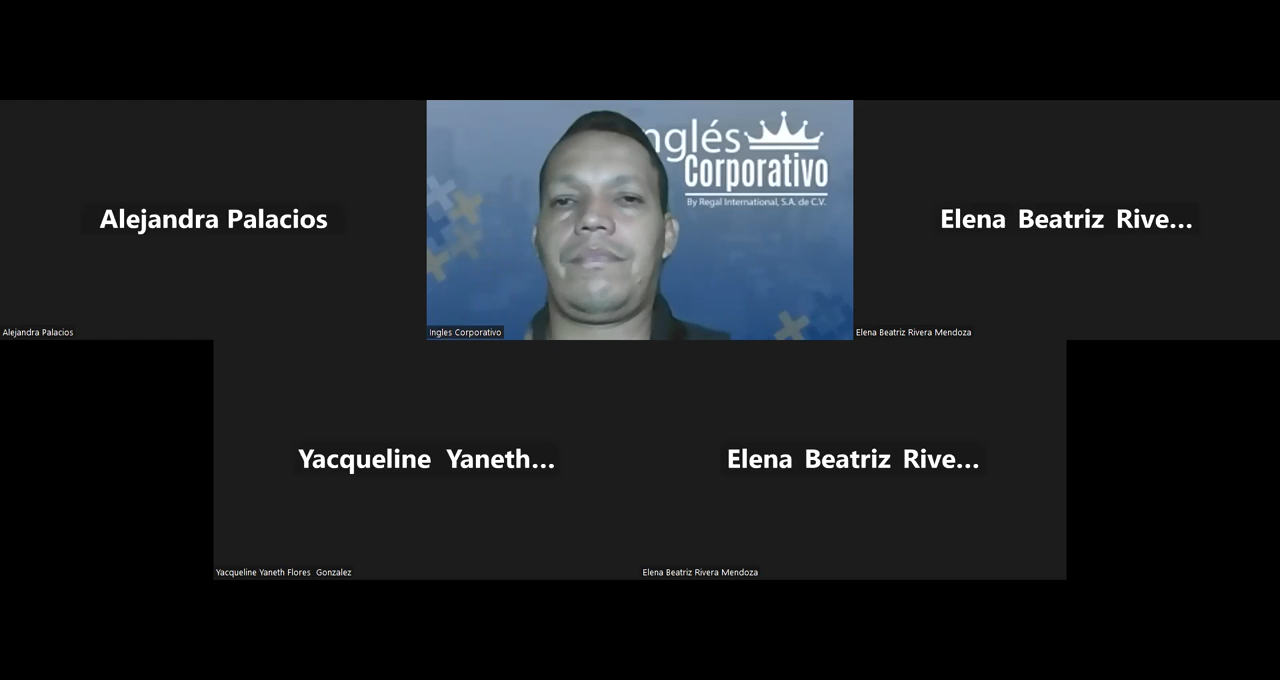 Alejandra Palacios
nglés
Corporativo
By Regal International, S.A. de C.V.
Elena Beatriz Rive...
Alejandra Palacios
Ingles Corporativo
Elena Beatriz Rivera Mendoza
Yacqueline Yaneth...
Elena Beatriz Rive...
Yacqueline Yaneth Flores Gonzalez
Elena Beatriz Rivera Mendoza